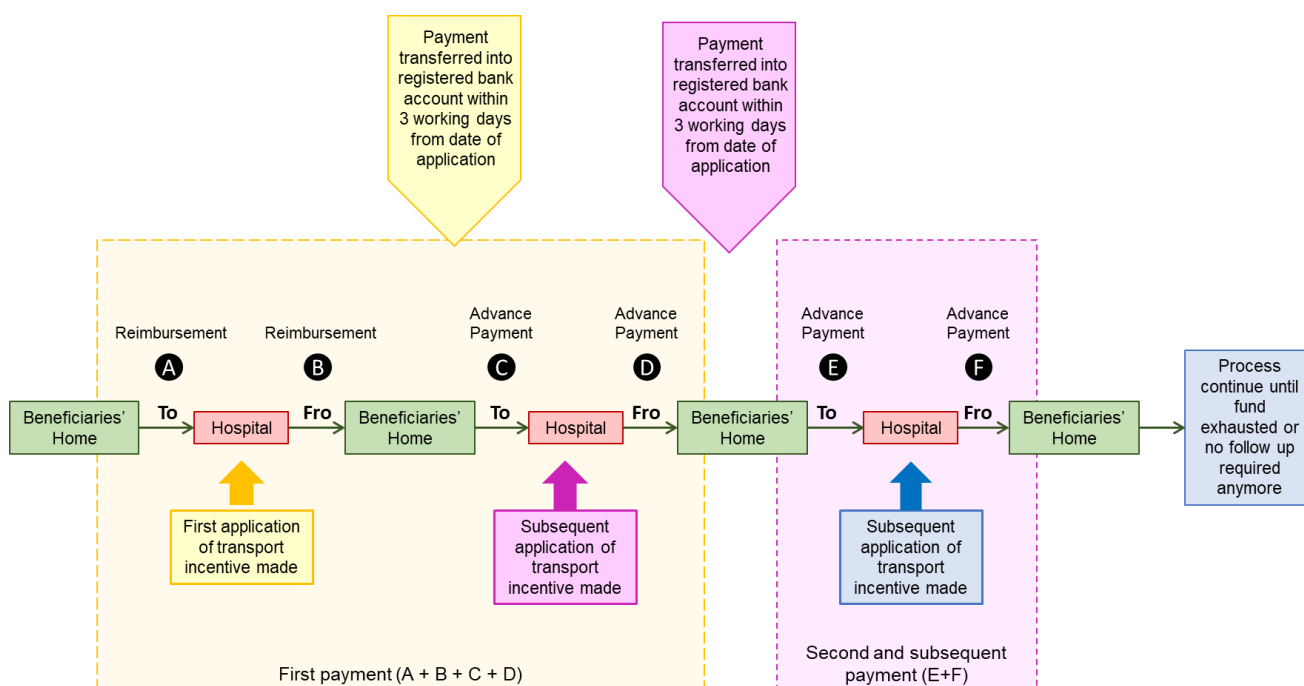 Payment
transferred into
registered bank
account within
3 working days
from date of
application
Payment
transferred into
registered bank
account within
3 working days
from date of
application
Reimbursement
A
Reimbursement
B
Advance
Payment
C
Advance
Payment
D
Advance
Payment
E
Advance
Payment
F
Beneficiaries’
Home
To
Hospital
Fro
Beneficiaries’
Home
To
Hospital
Fro
Beneficiaries’
Home
To
Hospital
Fro
Beneficiaries’
Home
Process
continue until
fund
exhausted or
no follow up
required
anymore
First application
of transport
incentive made
Subsequent
application of
transport
incentive made
Subsequent
application of
transport
incentive made
First payment (A + B + C + D)
Second and subsequent
payment (E+F)